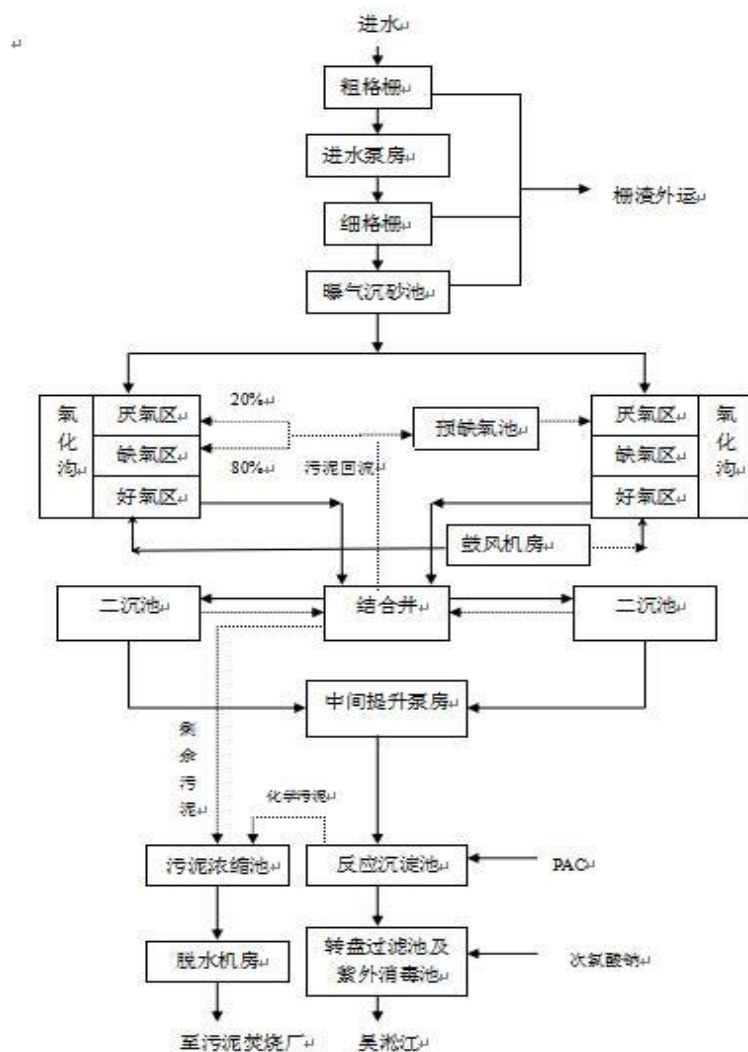 进水
粗格栅
进水泵房
栅渣外运
细格栅
曝气沉砂池
氧化沟
厌氧区
缺氧区
好氧区
20%
80%
污泥回流
预缺氧池
厌氧区
缺氧区
好氧区
氧化沟
鼓风机房
二沉池
结合井
二沉池
中间提升泵房
剩余污泥
化学污泥
污泥浓缩池
反应沉淀池
PAC
脱水机房
转盘过滤池及
紫外消毒池
次氯酸钠
至污泥焚烧厂
吴淞江